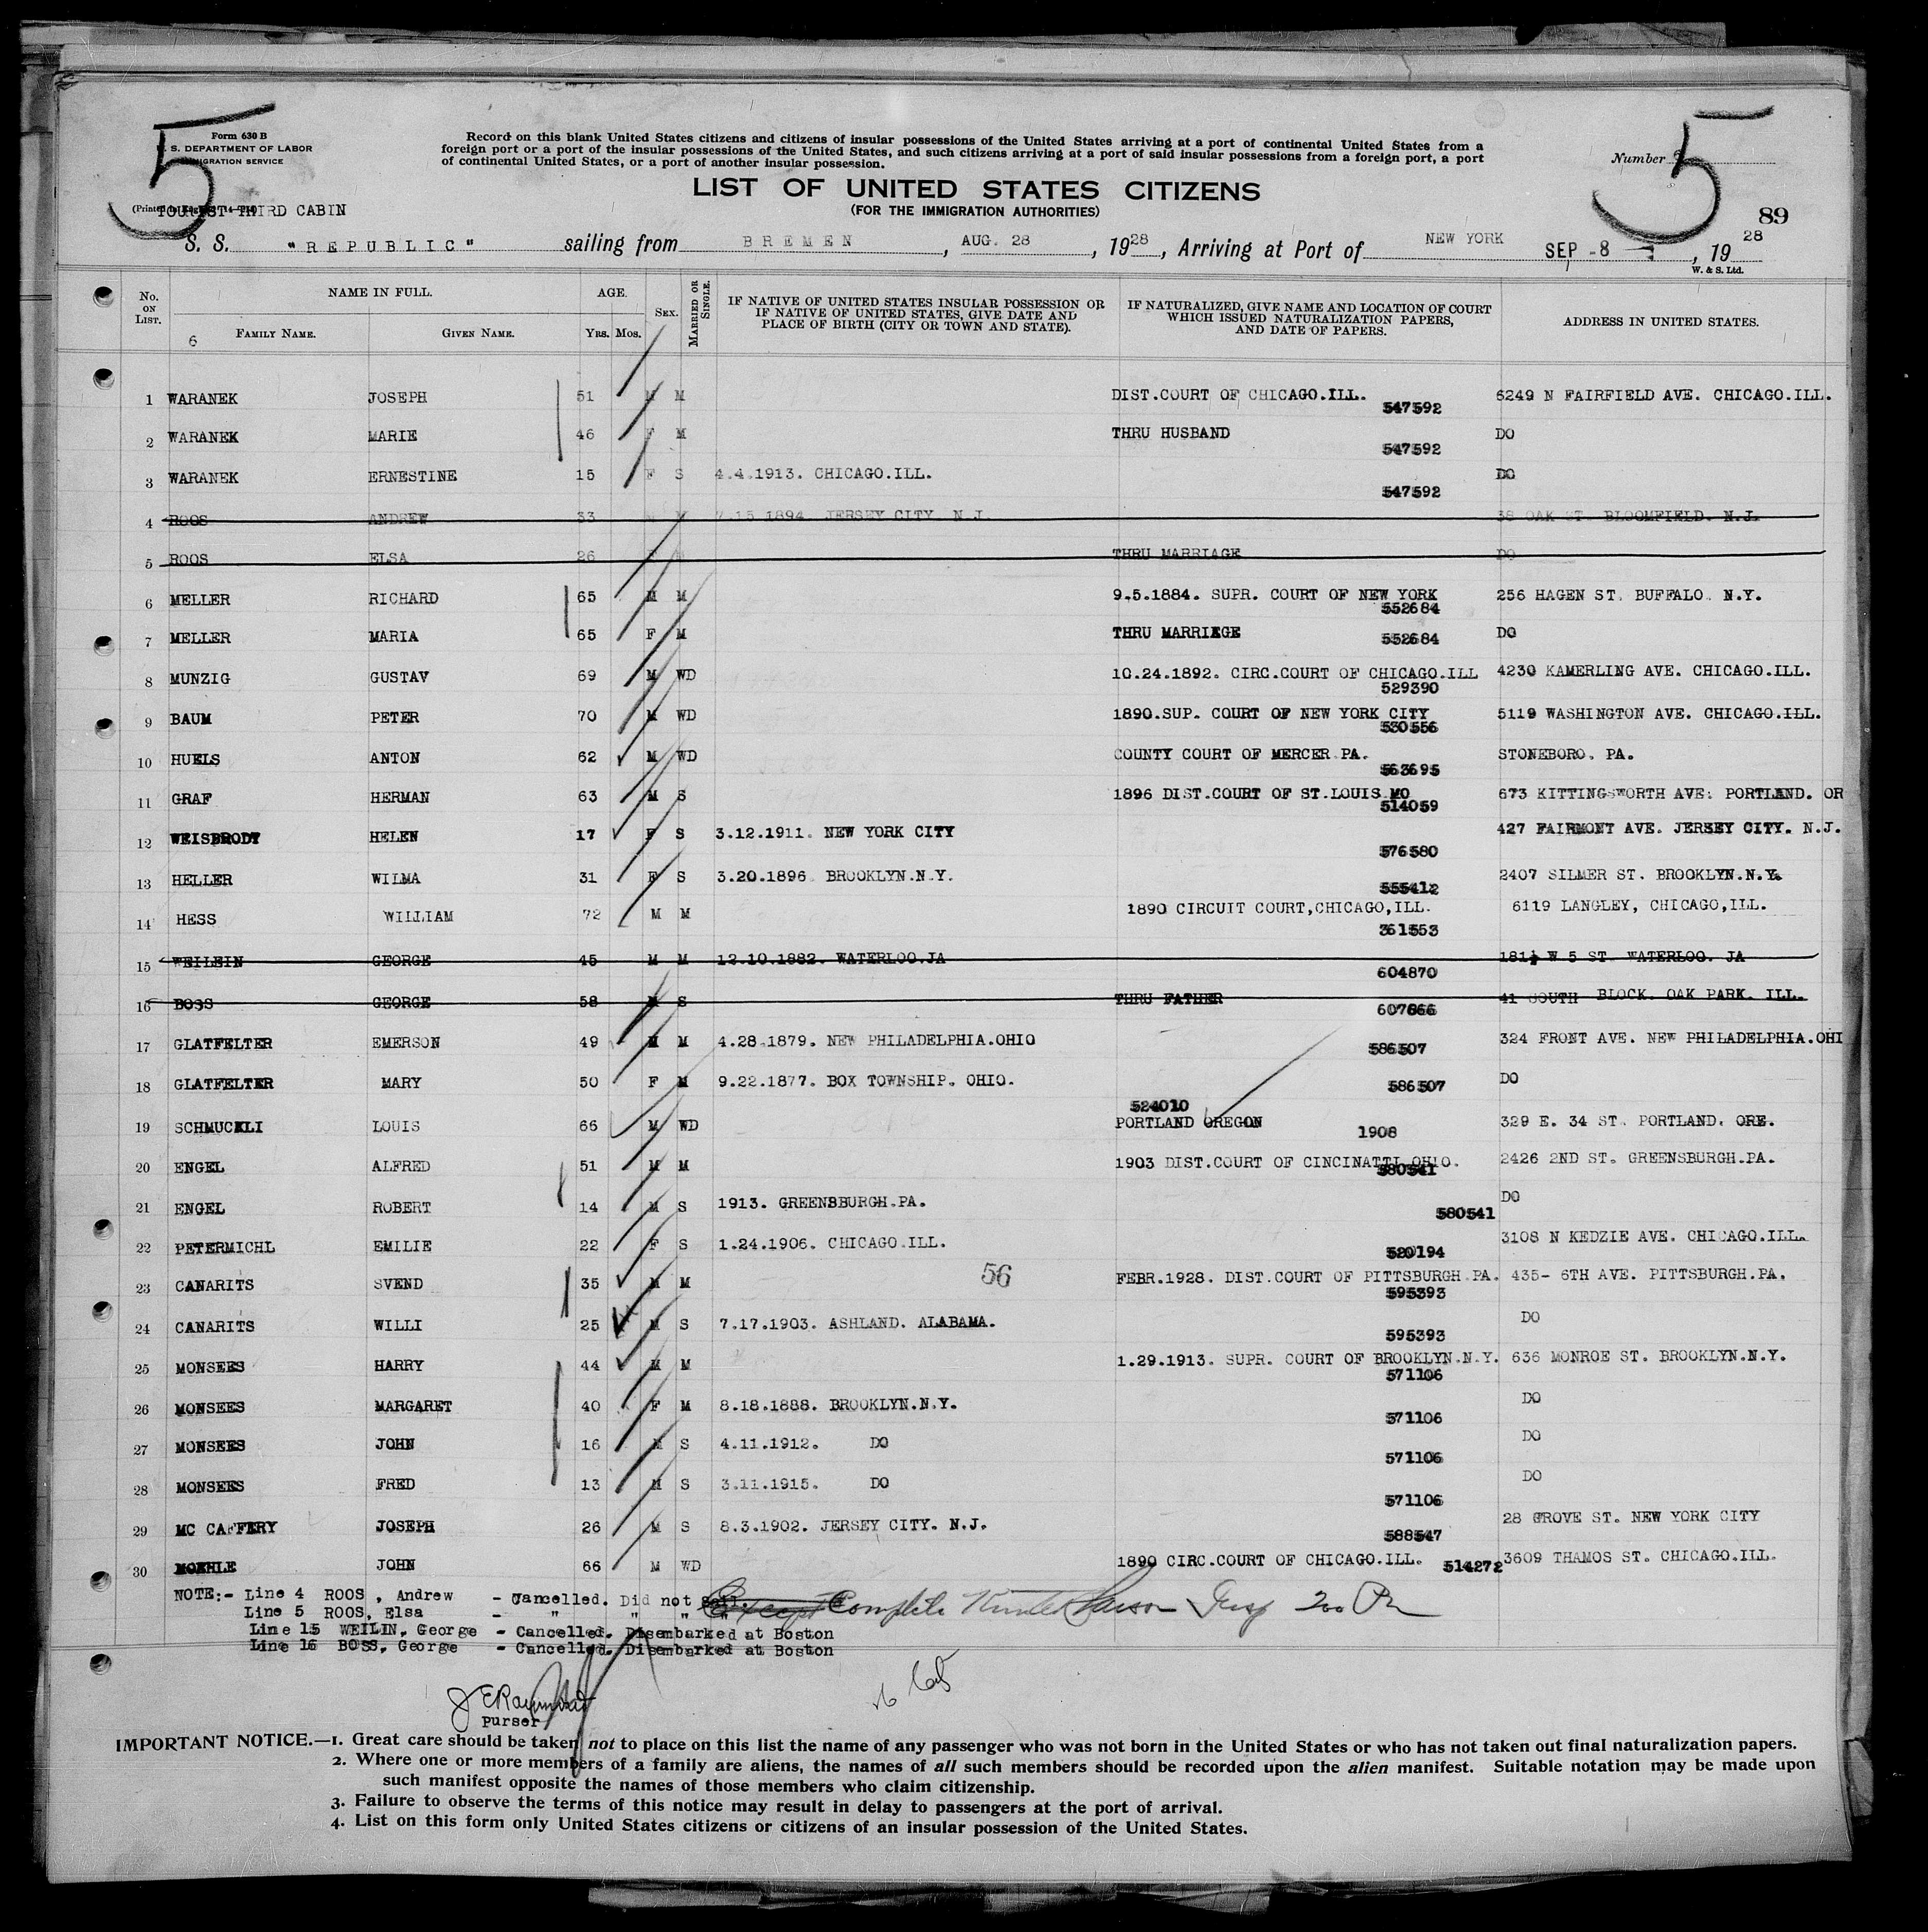 5 5
Form 630 B
U. S. DEPARTMENT OF LABOR
IMMIGRATION SERVICE
Record on this blank United States citizens and citizens of insular possessions of the United States arriving at a port of continental United States from a
foreign port or a port of the insular possessions of the United States, and such citizens arriving at a port of said insular possessions from a foreign port, a port
of continental United States, or a port of another insular possession.
Number
LIST OF UNITED STATES CITIZENS
(FOR THE IMMIGRATION AUTHORITIES)
TOURIST THIRD CABIN
89
S. S. "REPUBLIC" sailing from BREMEN, AUG. 28, 1928, Arriving at Port of NEW YORK SEP -8, 1928
W. & S. Ltd.
No. ON LIST. NAME IN FULL. AGE. SEX. MARRIED OR SINGLE. IF NATIVE OF UNITED STATES INSULAR POSSESSION OR IF NATIVE OF UNITED STATES, GIVE DATE AND PLACE OF BIRTH (CITY OR TOWN AND STATE). IF NATURALIZED, GIVE NAME AND LOCATION OF COURT WHICH ISSUED NATURALIZATION PAPERS, AND DATE OF PAPERS. ADDRESS IN UNITED STATES.
6 FAMILY NAME. GIVEN NAME. Yrs. Mos.
1 WARANEK JOSEPH 51 M M DIST.COURT OF CHICAGO.ILL. 547592 6249 N FAIRFIELD AVE. CHICAGO.ILL.
2 WARANEK MARIE 46 F M THRU HUSBAND 547592 DO
3 WARANEK ERNESTINE 15 F S 4.4.1913. CHICAGO.ILL. 547592 DO
4 ROOS ANDREW 33 M 7.15 1894 JERSEY CITY N.J. 38 OAK ST. BLOOMFIELD. N.J.
5 ROOS ELSA 26 F THRU MARRIAGE DO
6 MELLER RICHARD 65 M M 9.5.1884. SUPR. COURT OF NEW YORK 552684 256 HAGEN ST. BUFFALO. N.Y.
7 MELLER MARIA 65 F M THRU MARRIEGE 552684 DO
8 MUNZIG GUSTAV 69 M WD 10.24.1892. CIRC.COURT OF CHICAGO.ILL 529390 4230 KAMERLING AVE. CHICAGO.ILL.
9 BAUM PETER 70 M WD 1890.SUP. COURT OF NEW YORK CITY 530556 5119 WASHINGTON AVE. CHICAGO.ILL.
10 HUELS ANTON 62 M WD COUNTY COURT OF MERCER.PA. 563695 STONEBORO. PA.
11 GRAF HERMAN 63 M S 1896 DIST.COURT OF ST.LOUIS MO 514059 673 KITTINGSWORTH AVE. PORTLAND. OR
12 WEISBRODT HELEN 17 F S 3.12.1911. NEW YORK CITY 576580 427 FAIRMONT AVE. JERSEY CITY. N.J.
13 HELLER WILMA 31 F S 3.20.1896. BROOKLYN.N.Y. 555412 2407 SILMER ST. BROOKLYN.N.Y.
14 HESS WILLIAM 72 M M 1890 CIRCUIT COURT,CHICAGO,ILL. 361553 6119 LANGLEY, CHICAGO,ILL.
15 WEILEIN GEORGE 45 M M 12.10.1882. WATERLOO.JA 604870 181½ W 5 ST. WATERLOO. JA
16 BOSS GEORGE 58 M S THRU FATHER 607866 41 SOUTH BLOCK. OAK PARK. ILL.
17 GLATFELTER EMERSON 49 M M 4.28.1879. NEW PHILADELPHIA.OHIO 586507 324 FRONT AVE. NEW PHILADELPHIA.OHI
18 GLATFELTER MARY 50 F M 9.22.1877. BOX TOWNSHIP. OHIO. 586507 DO
19 SCHMUCKLI LOUIS 66 M WD 524010 PORTLAND OREGON 1908 329 E. 34 ST. PORTLAND. ORE.
20 ENGEL ALFRED 51 M M 1903 DIST.COURT OF CINCINATTI OHIO. 580541 2426 2ND ST. GREENSBURGH.PA.
21 ENGEL ROBERT 14 M S 1913. GREENSBURGH.PA. 580541 DO
22 PETERMICHL EMILIE 22 F S 1.24.1906. CHICAGO.ILL. 520194 3108 N KEDZIE AVE. CHICAGO.ILL.
23 CANARITS SVEND 35 M M 56 FEBR.1928. DIST.COURT OF PITTSBURGH.PA. 595393 435- 6TH AVE. PITTSBURGH.PA.
24 CANARITS WILLI 25 M S 7.17.1903. ASHLAND. ALABAMA. 595393 DO
25 MONSEES HARRY 44 M M 1.29.1913. SUPR. COURT OF BROOKLYN.N.Y. 571106 636 MONROE ST. BROOKLYN.N.Y.
26 MONSEES MARGARET 40 F M 8.18.1888. BROOKLYN.N.Y. 571106 DO
27 MONSEES JOHN 16 M S 4.11.1912. DO 571106 DO
28 MONSEES FRED 13 M S 3.11.1915. DO 571106 DO
29 MC CAFFERY JOSEPH 26 M S 8.3.1902. JERSEY CITY. N.J. 588547 28 GROVE ST. NEW YORK CITY
30 MOEHLE JOHN 66 M WD 1890 CIRC.COURT OF CHICAGO.ILL. 514272 3609 THAMOS ST. CHICAGO.ILL.
NOTE:- Line 4 ROOS , Andrew - Cancelled. Did not sail. Except Complete
Line 5 ROOS, Elsa - " " " "
Line 15 WEILIN, George - Cancelled. Disembarked at Boston
Line 16 BOSS, George - Cancelled. Disembarked at Boston
purser
IMPORTANT NOTICE.—1. Great care should be taken not to place on this list the name of any passenger who was not born in the United States or who has not taken out final naturalization papers.
2. Where one or more members of a family are aliens, the names of all such members should be recorded upon the alien manifest. Suitable notation may be made upon
such manifest opposite the names of those members who claim citizenship.
3. Failure to observe the terms of this notice may result in delay to passengers at the port of arrival.
4. List on this form only United States citizens or citizens of an insular possession of the United States.